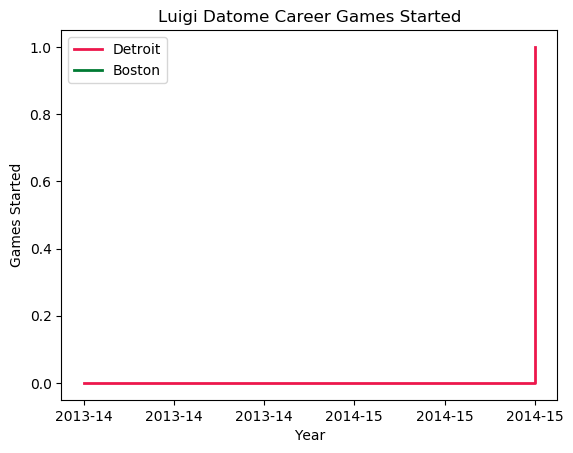 Luigi Datome Career Games Started
Detroit
Boston
1.0
0.8
0.6
0.4
0.2
0.0
Games Started
2013-14 2013-14 2013-14 2014-15 2014-15 2014-15
Year